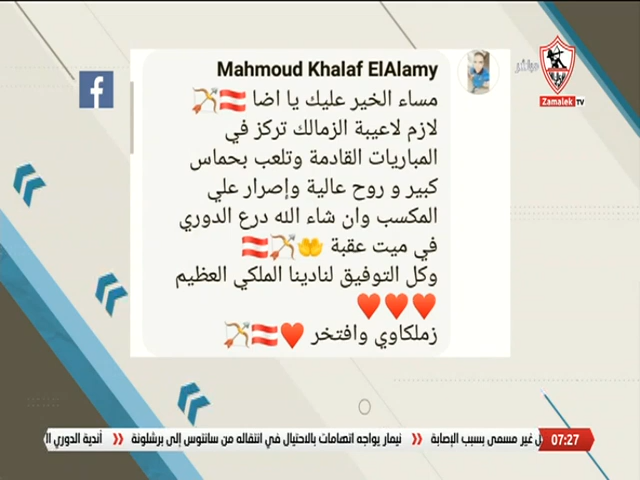 Mahmoud Khalaf ElAlamy
مساء الخير عليك يا اضا 🇦🇹🏹
لازم لاعيبة الزمالك تركز في
المباريات القادمة وتلعب بحماس
كبير و روح عالية وإصرار علي
المكسب وان شاء الله درع الدوري
في ميت عقبة 🤲🏹🇦🇹
وكل التوفيق لنادينا الملكي العظيم
❤️❤️❤️
زملكاوي وافتخر ❤️🇦🇹🏹
مباشر
Zamalek TV
07:27
ل غير مسمى بسبب الإصابة » نيمار يواجه اتهامات بالاحتيال في انتقاله من سانتوس إلى برشلونة » أندية الدوري ال